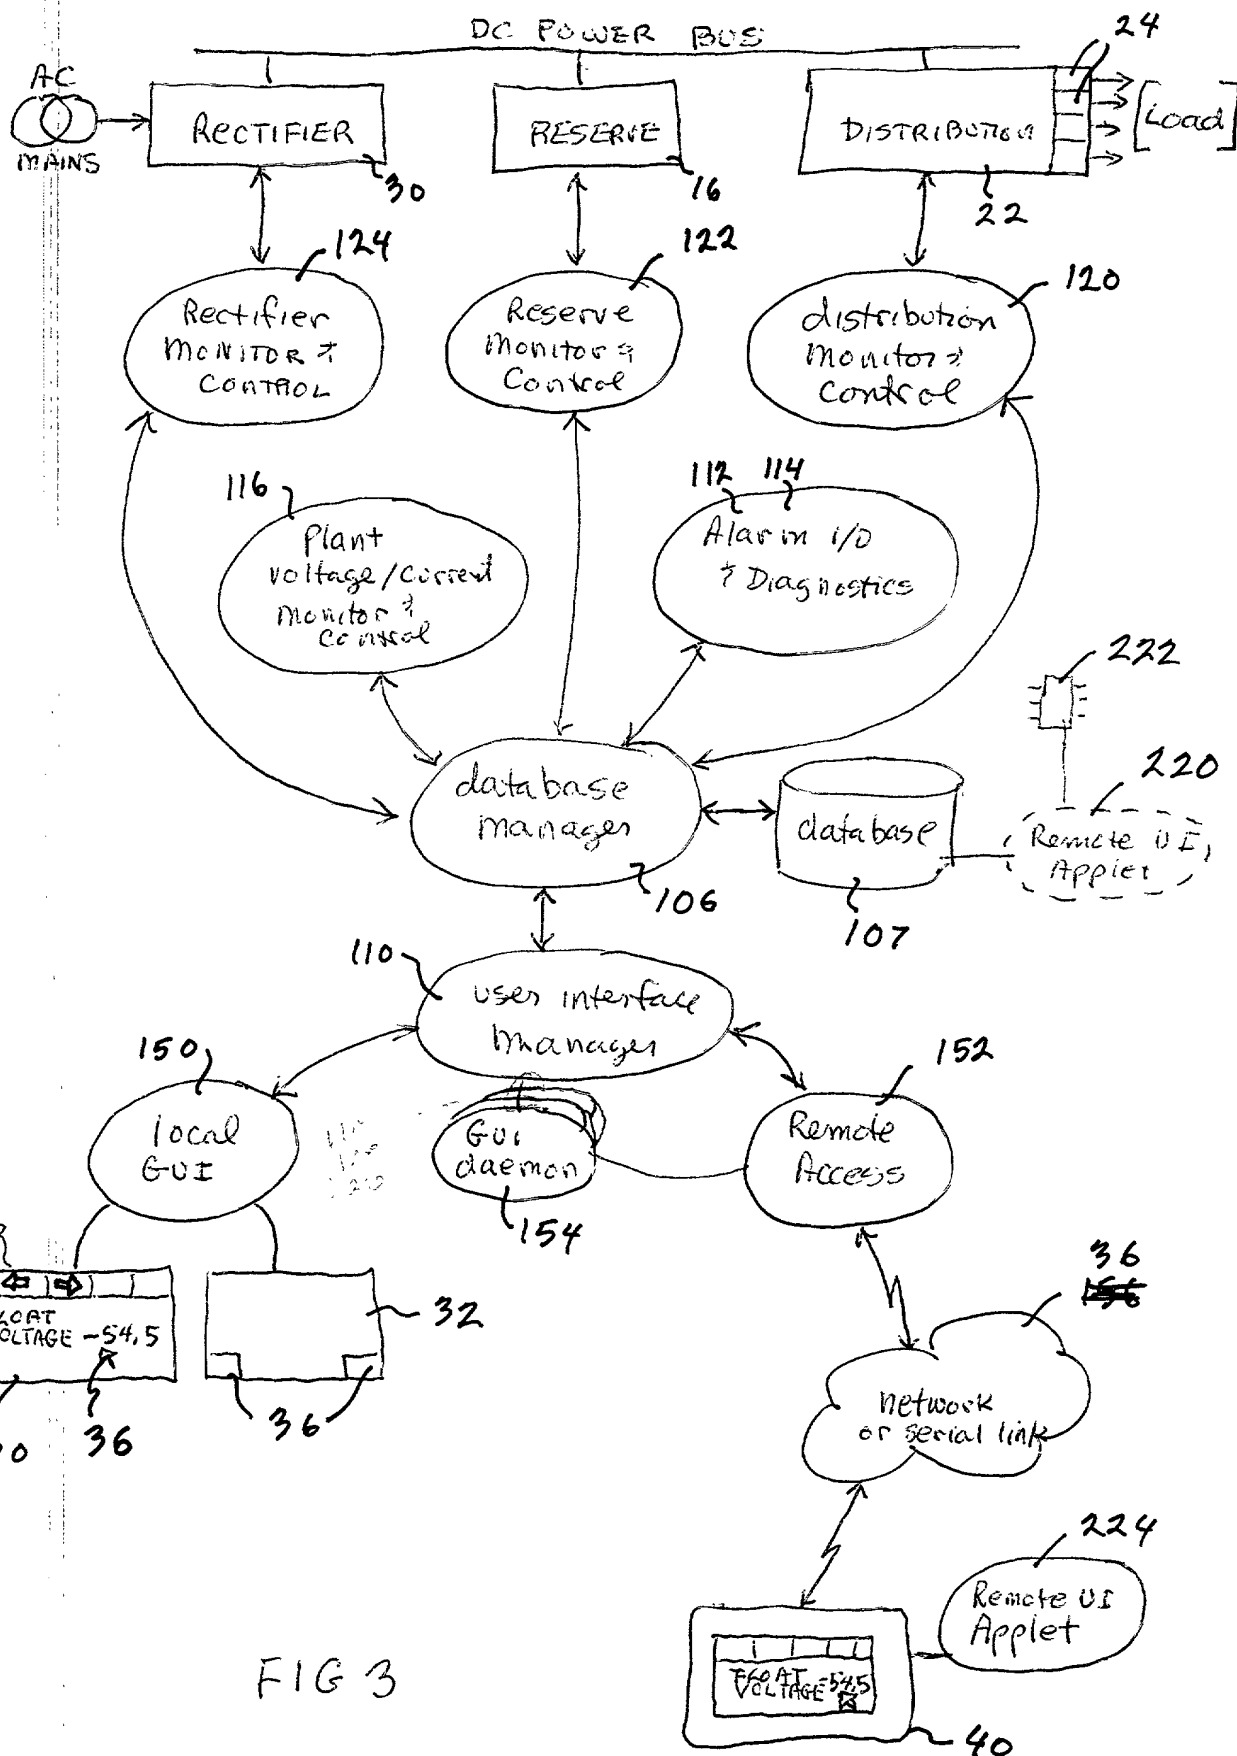 DC POWER BUS
24
AC
MAINS
RECTIFIER
RESERVE
DISTRIBUTION
[Load]
30
16
22
124
122
120
Rectifier
MONITOR &
CONTROL
Reserve
Monitor &
Control
distribution
Monitor &
Control
116
112 114
Plant
Voltage/Current
Monitor &
Control
Alarm I/O
& Diagnostics
222
220
database
Manager
database
Remote UI
Applet
106
107
110
user interface
Manager
150
152
local
GUI
GUI
daemon
Remote
Access
154
36
32
VOLTAGE -54.5
36
36
network
or serial link
224
Remote UI
Applet
FLOAT
VOLTAGE -54.5
40
FIG 3